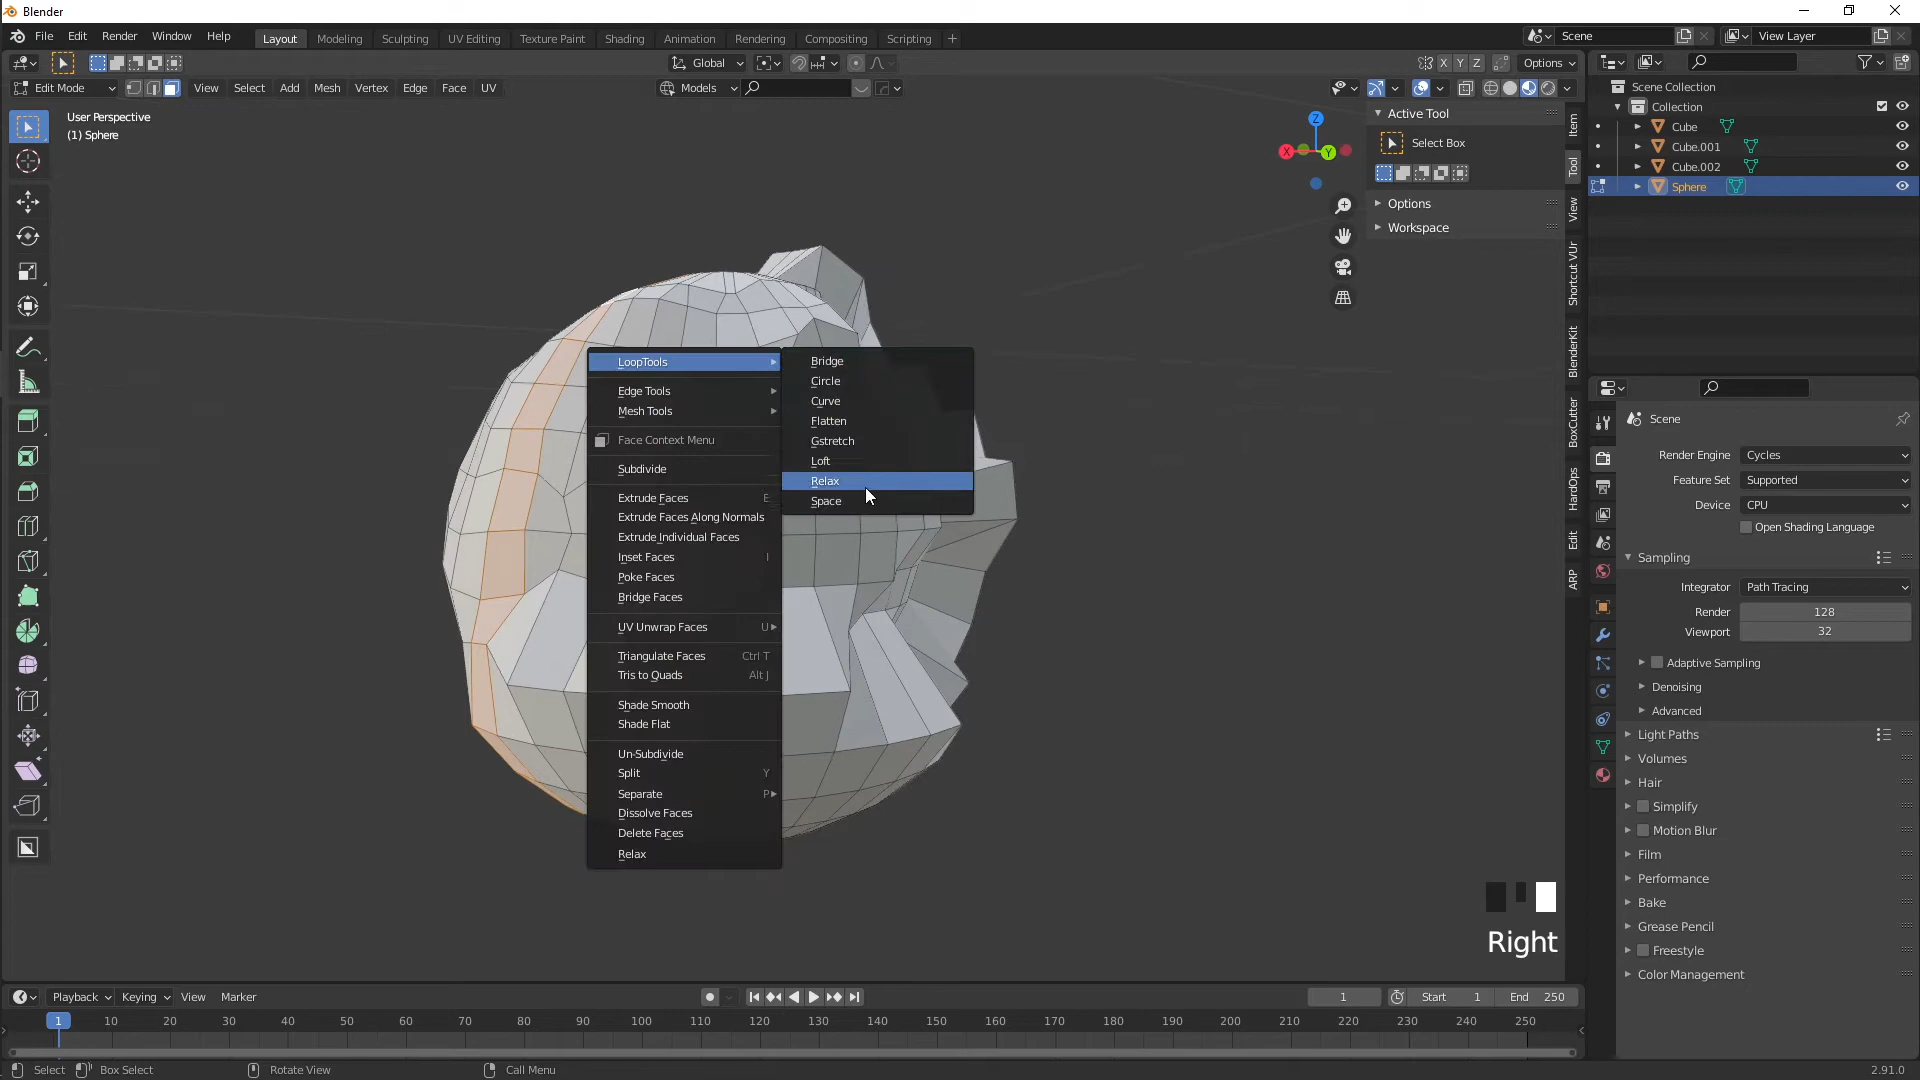 Blender
File Edit Render Window Help
Layout Modeling Sculpting UV Editing Texture Paint Shading Animation Rendering Compositing Scripting +
Scene
View Layer
Global
X Y Z
Options
Edit Mode
View Select Add Mesh Vertex Edge Face UV
Models
User Perspective
(1) Sphere
Z
X
Y
Active Tool
Select Box
Options
Workspace
Item
Tool
View
Shortcut VUr
BlenderKit
BoxCutter
HardOps
Edit
ARP
Scene Collection
Collection
Cube
Cube.001
Cube.002
Sphere
LoopTools
Edge Tools
Mesh Tools
Face Context Menu
Subdivide
Extrude Faces E
Extrude Faces Along Normals
Extrude Individual Faces
Inset Faces I
Poke Faces
Bridge Faces
UV Unwrap Faces U
Triangulate Faces Ctrl T
Tris to Quads Alt J
Shade Smooth
Shade Flat
Un-Subdivide
Split Y
Separate P
Dissolve Faces
Delete Faces
Relax
Bridge
Circle
Curve
Flatten
Gstretch
Loft
Relax
Space
Scene
Render Engine Cycles
Feature Set Supported
Device CPU
Open Shading Language
Sampling
Integrator Path Tracing
Render 128
Viewport 32
Adaptive Sampling
Denoising
Advanced
Light Paths
Volumes
Hair
Simplify
Motion Blur
Film
Performance
Bake
Grease Pencil
Freestyle
Color Management
Right
Playback Keying View Marker
1 Start 1 End 250
1 10 20 30 40 50 60 70 80 90 100 110 120 130 140 150 160 170 180 190 200 210 220 230 240 250
Select Box Select Rotate View Call Menu 2.91.0